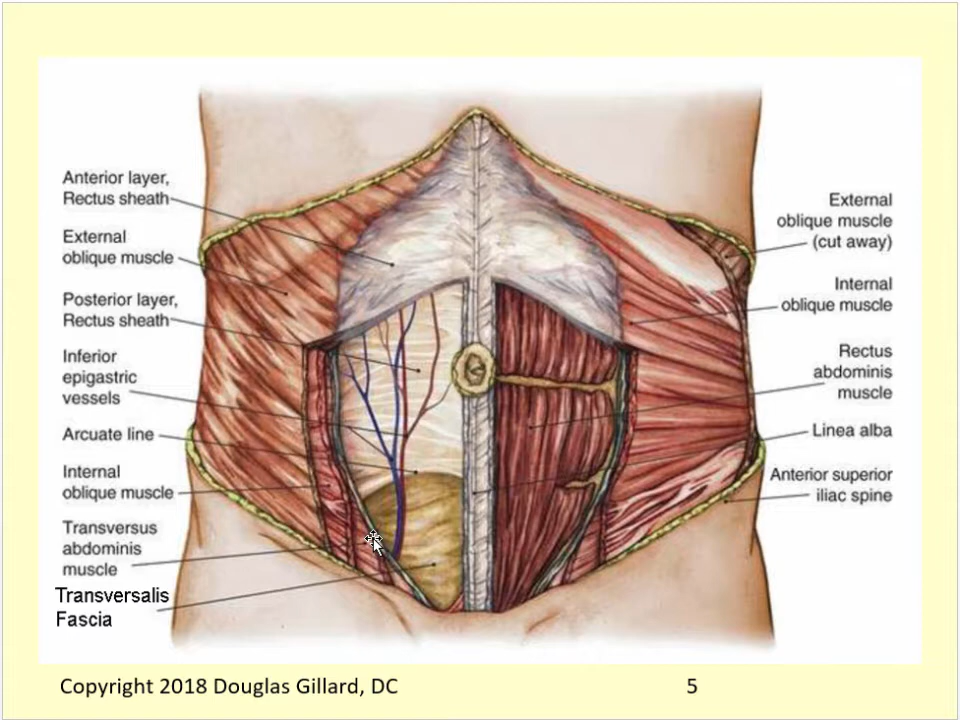 Anterior layer,
Rectus sheath
External
oblique muscle
Posterior layer,
Rectus sheath
Inferior
epigastric
vessels
Arcuate line
Internal
oblique muscle
Transversus
abdominis
muscle
Transversalis
Fascia
External
oblique muscle
(cut away)
Internal
oblique muscle
Rectus
abdominis
muscle
Linea alba
Anterior superior
iliac spine
Copyright 2018 Douglas Gillard, DC
5